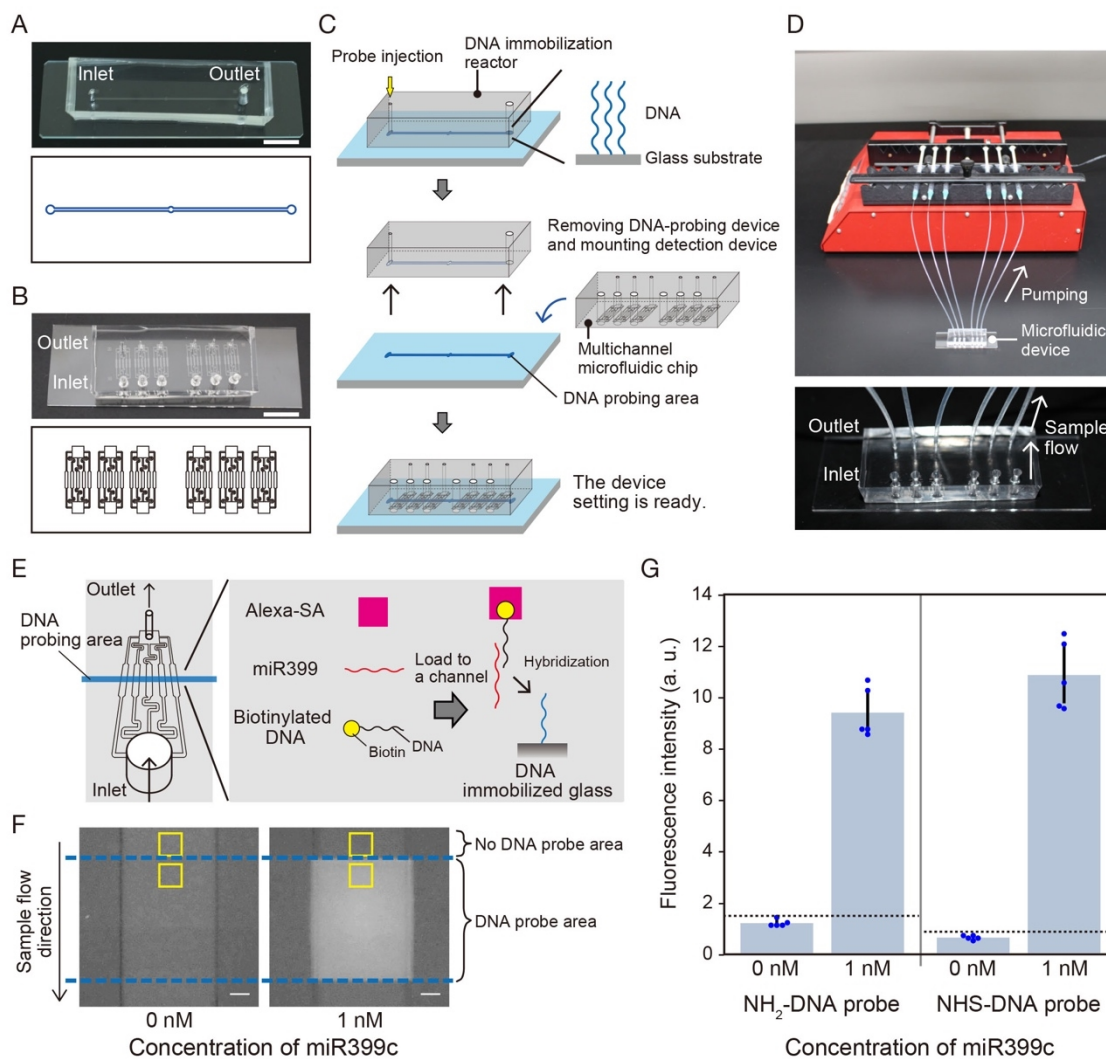 A
Inlet
Outlet
B
Outlet
Inlet
C
Probe injection
DNA immobilization
reactor
DNA
Glass substrate
Removing DNA-probing device
and mounting detection device
Multichannel
microfluidic chip
DNA probing area
The device
setting is ready.
D
Pumping
Microfluidic
device
Outlet
Sample
flow
Inlet
E
Outlet
DNA
probing area
Inlet
Alexa-SA
miR399
Biotinylated
DNA
Biotin
DNA
Load to
a channel
Hybridization
DNA
immobilized glass
F
Sample flow
direction
No DNA probe area
DNA probe area
0 nM
1 nM
Concentration of miR399c
G
Fluorescence intensity (a. u.)
14
12
10
8
6
4
2
0
0 nM
1 nM
0 nM
1 nM
NH₂-DNA probe
NHS-DNA probe
Concentration of miR399c